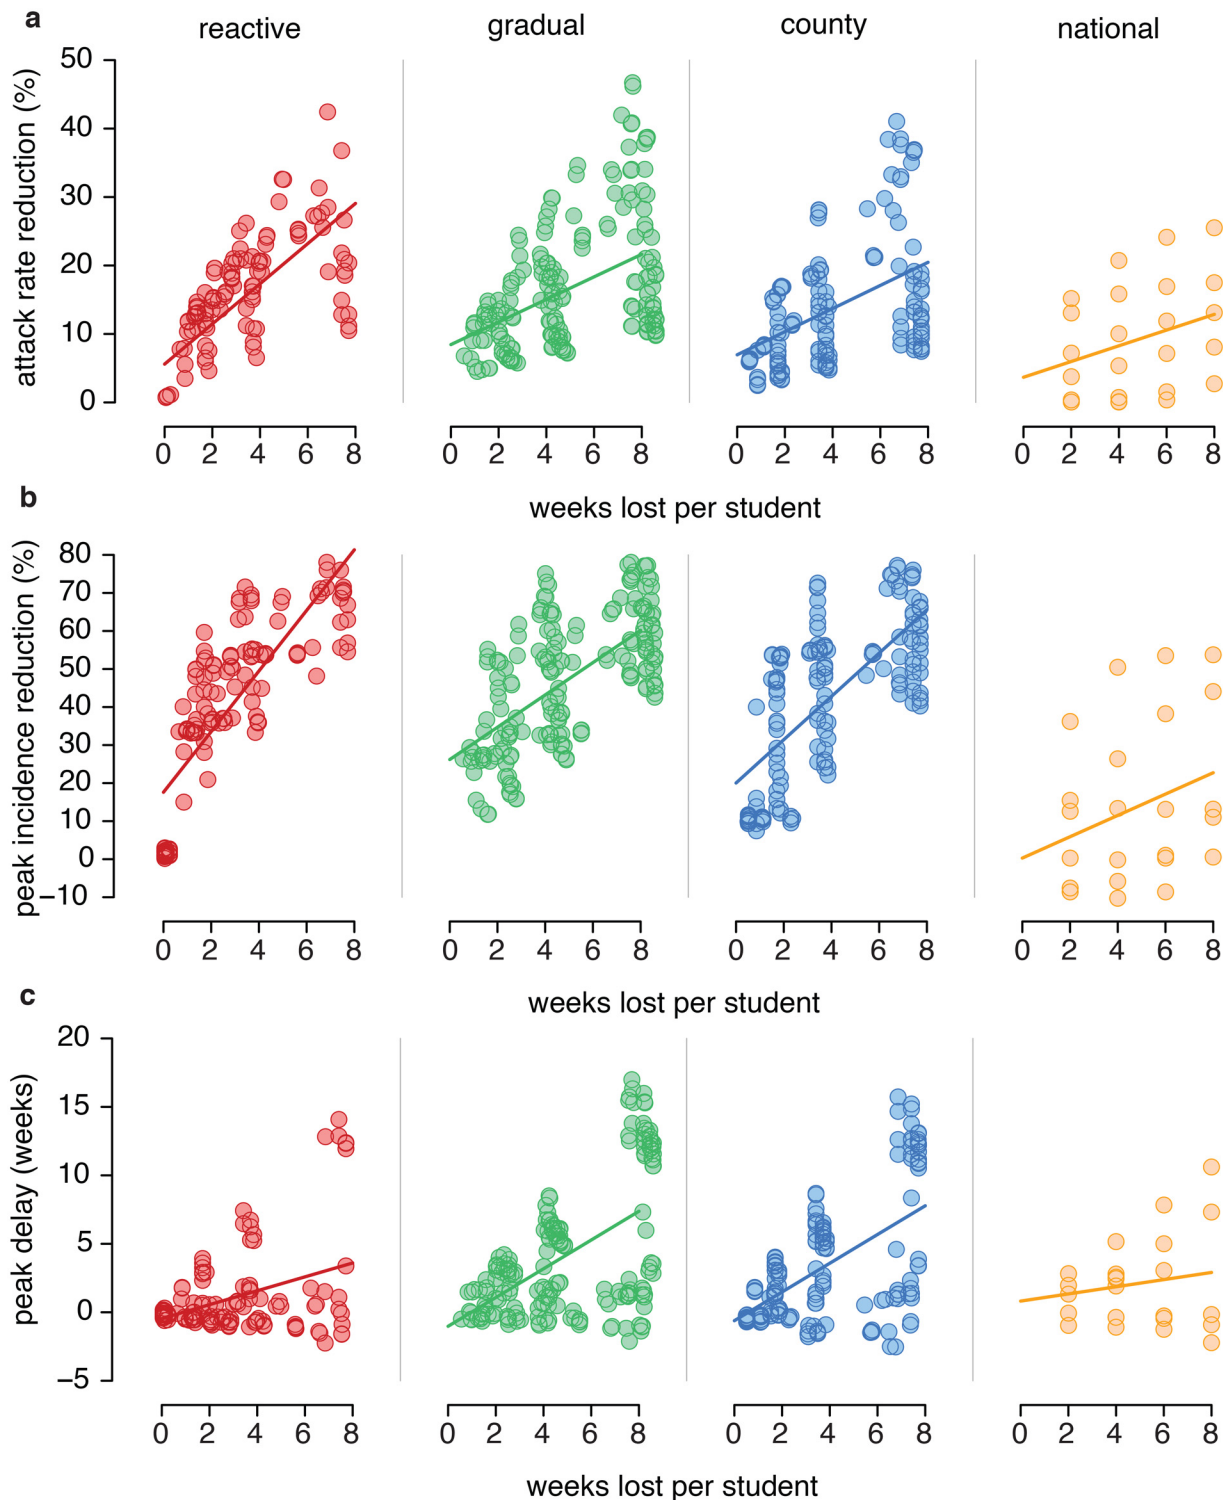 a
reactive gradual county national
attack rate reduction (%)
50
40
30
20
10
0
0 2 4 6 8 0 2 4 6 8 0 2 4 6 8 0 2 4 6 8
weeks lost per student
b
peak incidence reduction (%)
80
70
60
50
40
30
20
10
0
−10
0 2 4 6 8 0 2 4 6 8 0 2 4 6 8 0 2 4 6 8
weeks lost per student
c
peak delay (weeks)
20
15
10
5
0
−5
0 2 4 6 8 0 2 4 6 8 0 2 4 6 8 0 2 4 6 8
weeks lost per student